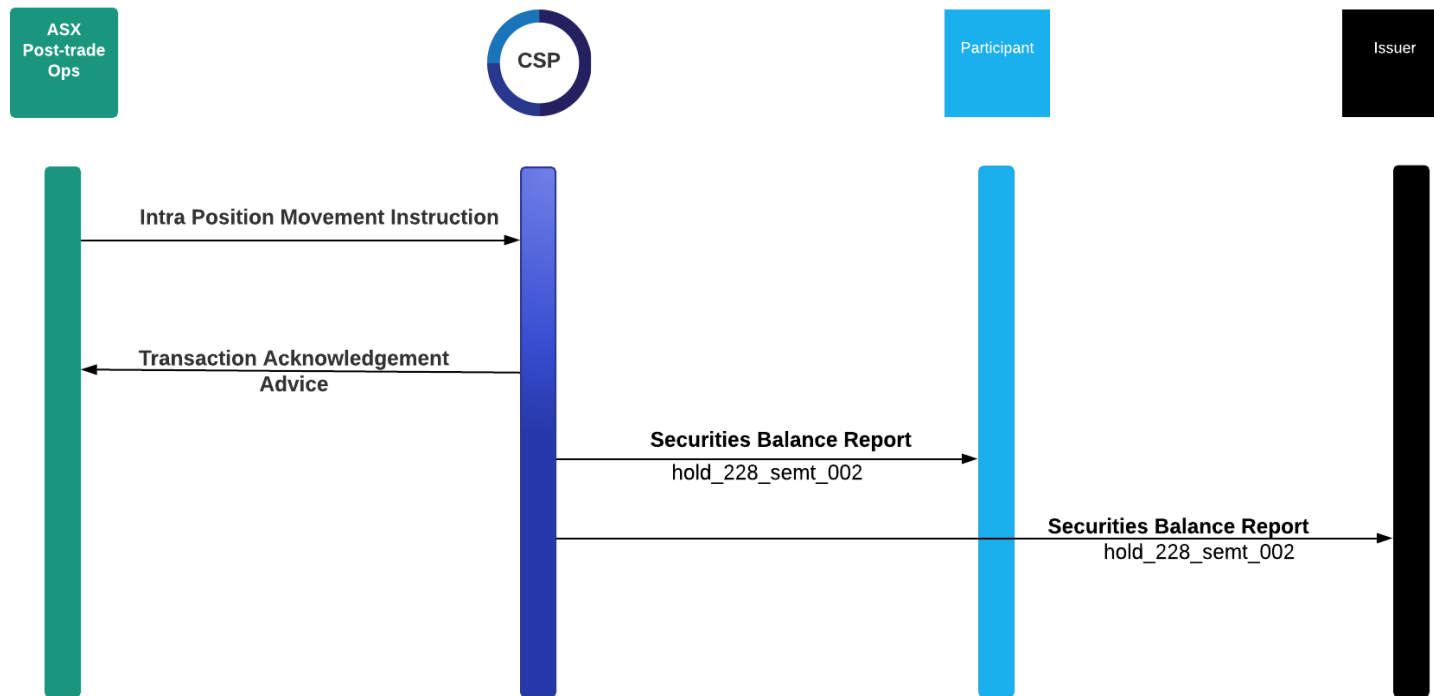 ASX
Post-trade
Ops
CSP
Participant
Issuer
Intra Position Movement Instruction
Transaction Acknowledgement
Advice
Securities Balance Report
hold_228_semt_002
Securities Balance Report
hold_228_semt_002